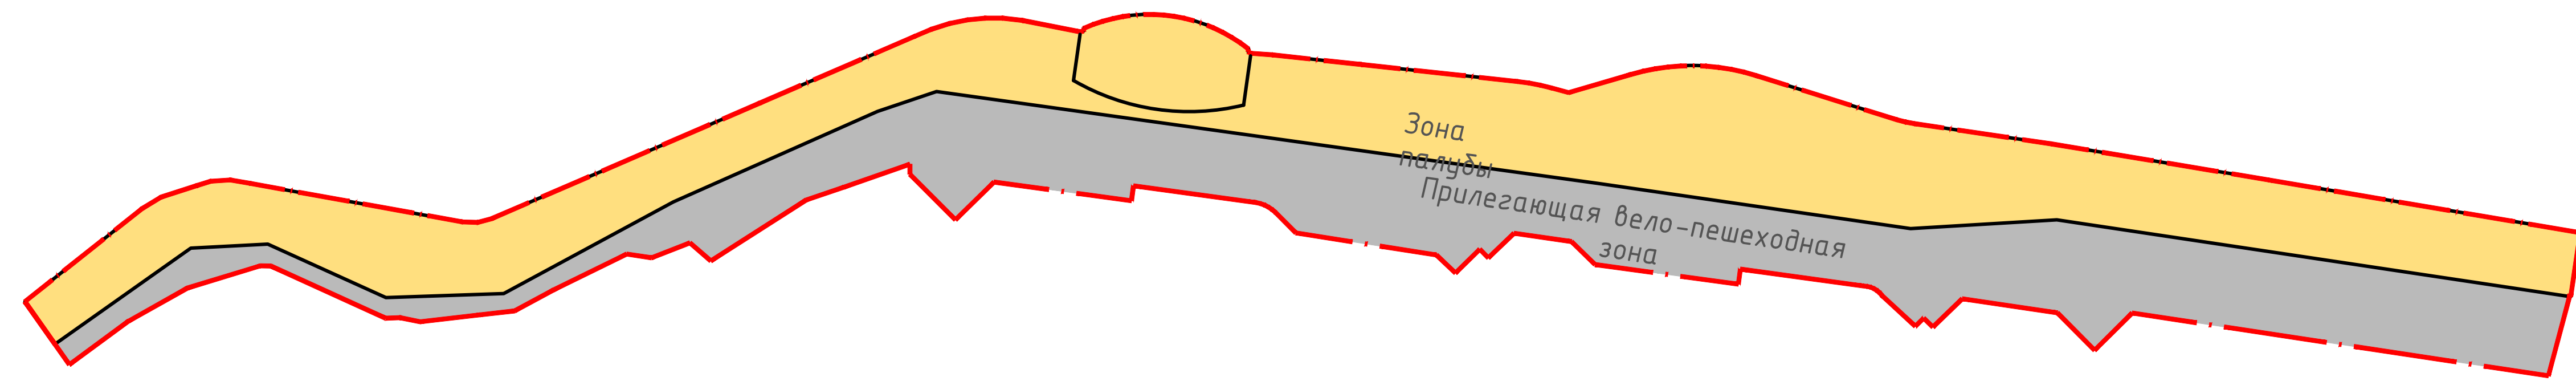 Зона
палубы
Прилегающая вело-пешеходная
зона